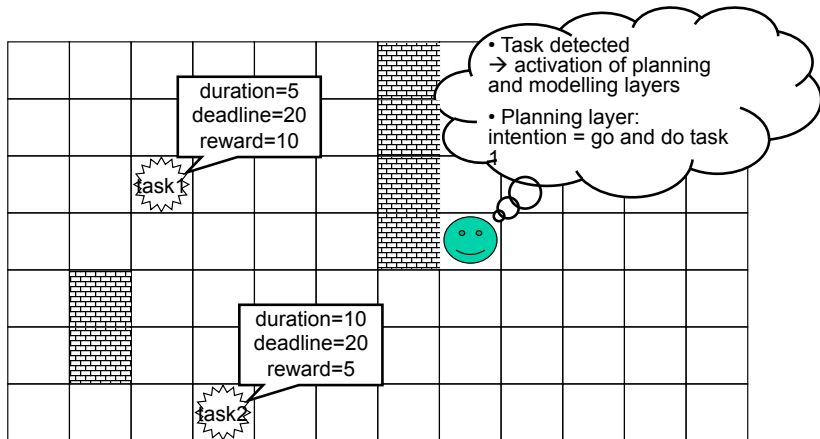 • Task detected
→ activation of planning
and modelling layers
• Planning layer:
intention = go and do task
1
duration=5
deadline=20
reward=10
task1
duration=10
deadline=20
reward=5
task2